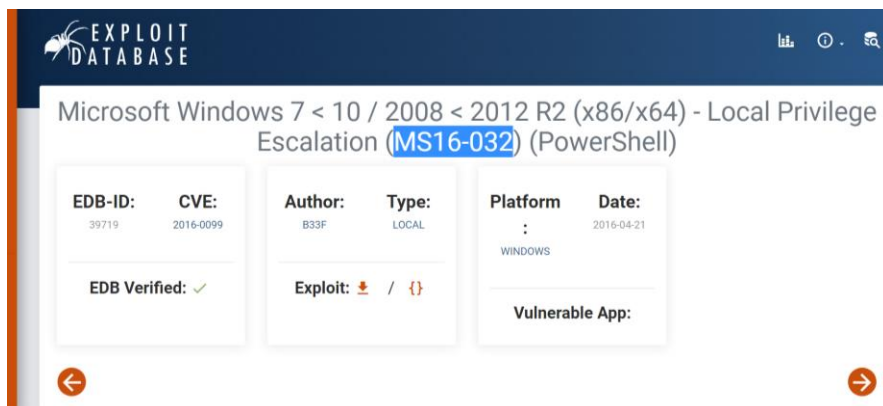 EXPLOIT
DATABASE
Microsoft Windows 7 < 10 / 2008 < 2012 R2 (x86/x64) - Local Privilege
Escalation (MS16-032) (PowerShell)
EDB-ID:
39719
CVE:
2016-0099
EDB Verified:
Author:
B33F
Type:
LOCAL
Exploit: / {}
Platform
:
WINDOWS
Date:
2016-04-21
Vulnerable App: